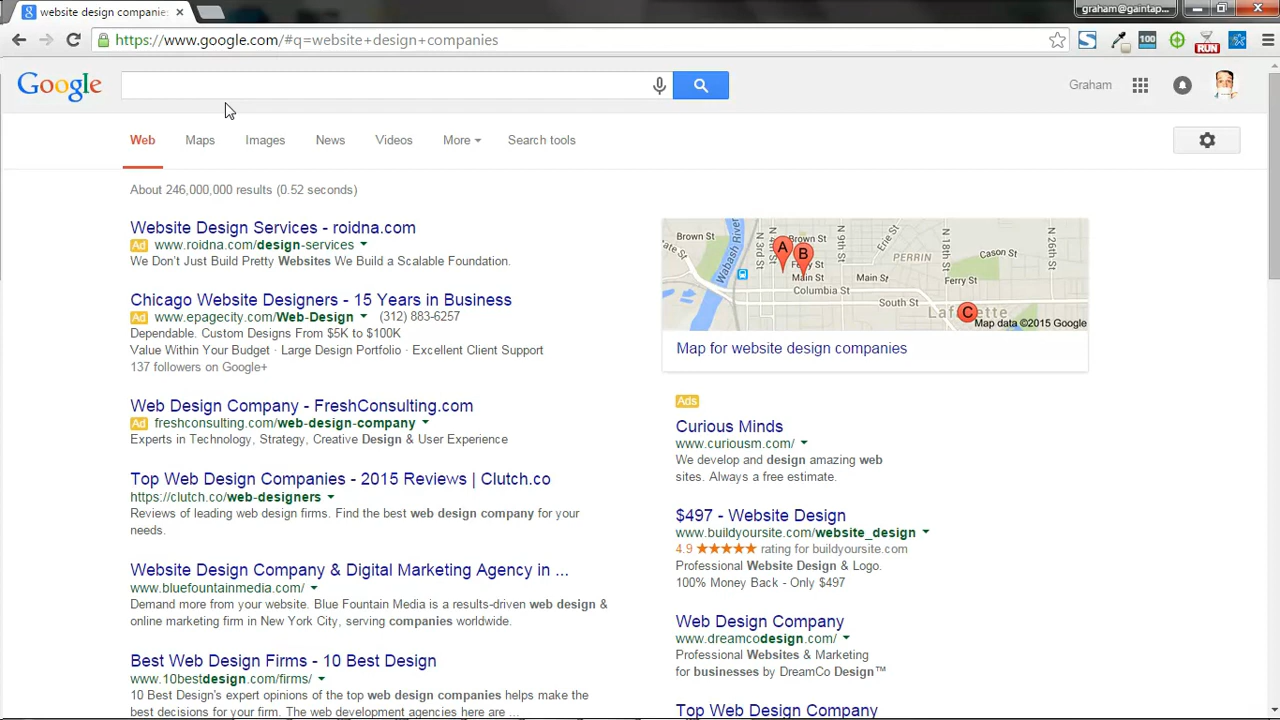 website design companie
graham@gaintap...
https://www.google.com/#q=website+design+companies
100
RUN
Google
Graham
Web
Maps
Images
News
Videos
More
Search tools
About 246,000,000 results (0.52 seconds)
Website Design Services - roidna.com
Ad www.roidna.com/design-services
We Don't Just Build Pretty Websites We Build a Scalable Foundation.
Chicago Website Designers - 15 Years in Business
Ad www.epagecity.com/Web-Design (312) 883-6257
Dependable. Custom Designs From $5K to $100K
Value Within Your Budget · Large Design Portfolio · Excellent Client Support
137 followers on Google+
Web Design Company - FreshConsulting.com
Ad freshconsulting.com/web-design-company
Experts in Technology, Strategy, Creative Design & User Experience
Top Web Design Companies - 2015 Reviews | Clutch.co
https://clutch.co/web-designers
Reviews of leading web design firms. Find the best web design company for your
needs.
Website Design Company & Digital Marketing Agency in ...
www.bluefountainmedia.com/
Demand more from your website. Blue Fountain Media is a results-driven web design &
online marketing firm in New York City, serving companies worldwide.
Best Web Design Firms - 10 Best Design
www.10bestdesign.com/firms/
10 Best Design's expert opinions of the top web design companies helps make the
best decisions for your firm. The web development agencies here are ...
Brown St
Wabash River
N 3rd St
Brown St
Ferry St
Main St
Columbia St
N 9th St
Erie St
Main St
South St
PERRIN
N 18th St
Ferry St
Cason St
N 26th St
A
B
C
Lafayette
Map data ©2015 Google
Map for website design companies
Ads
Curious Minds
www.curiousm.com/
We develop and design amazing web
sites. Always a free estimate.
$497 - Website Design
www.buildyoursite.com/website_design
4.9 ★★★★★ rating for buildyoursite.com
Professional Website Design & Logo.
100% Money Back - Only $497
Web Design Company
www.dreamcodesign.com/
Professional Websites & Marketing
for businesses by DreamCo Design™
Top Web Design Company